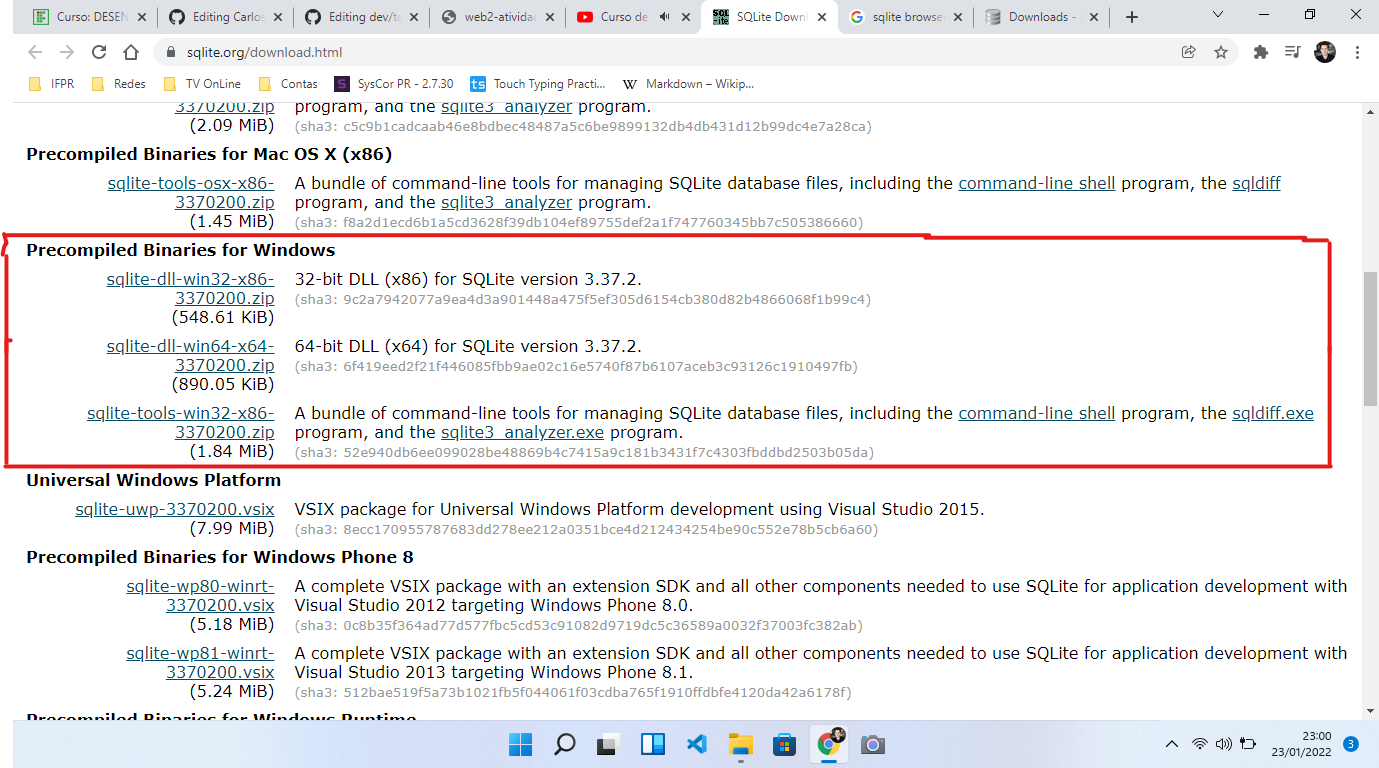 Curso: DESEN
Editing Carlos
Editing dev/te
web2-atividad
Curso de
SQLite Downl
sqlite browse
Downloads -
sqlite.org/download.html
IFPR
Redes
TV OnLine
Contas
SysCor PR - 2.7.30
Touch Typing Practi...
Markdown – Wikip...
3370200.zip program, and the sqlite3_analyzer program.
(2.09 MiB) (sha3: c5c9b1cadcaab46e8bdbec48487a5c6be9899132db4db431d12b99dc4e7a28ca)
Precompiled Binaries for Mac OS X (x86)
sqlite-tools-osx-x86- A bundle of command-line tools for managing SQLite database files, including the command-line shell program, the sqldiff
3370200.zip program, and the sqlite3_analyzer program.
(1.45 MiB) (sha3: f8a2d1ecd6b1a5cd3628f39db104ef89755def2a1f747760345bb7c505386660)
Precompiled Binaries for Windows
sqlite-dll-win32-x86- 32-bit DLL (x86) for SQLite version 3.37.2.
3370200.zip (sha3: 9c2a7942077a9ea4d3a901448a475f5ef305d6154cb380d82b4866068f1b99c4)
(548.61 KiB)
sqlite-dll-win64-x64- 64-bit DLL (x64) for SQLite version 3.37.2.
3370200.zip (sha3: 6f419eed2f21f446085fbb9ae02c16e5740f87b6107aceb3c93126c1910497fb)
(890.05 KiB)
sqlite-tools-win32-x86- A bundle of command-line tools for managing SQLite database files, including the command-line shell program, the sqldiff.exe
3370200.zip program, and the sqlite3_analyzer.exe program.
(1.84 MiB) (sha3: 52e940db6ee099028be48869b4c7415a9c181b3431f7c4303fbddbd2503b05da)
Universal Windows Platform
sqlite-uwp-3370200.vsix VSIX package for Universal Windows Platform development using Visual Studio 2015.
(7.99 MiB) (sha3: 8ecc170955787683dd278ee212a0351bce4d212434254be90c552e78b5cb6a60)
Precompiled Binaries for Windows Phone 8
sqlite-wp80-winrt- A complete VSIX package with an extension SDK and all other components needed to use SQLite for application development with
3370200.vsix Visual Studio 2012 targeting Windows Phone 8.0.
(5.18 MiB) (sha3: 0c8b35f364ad77d577fbc5cd53c91082d9719dc5c36589a0032f37003fc382ab)
sqlite-wp81-winrt- A complete VSIX package with an extension SDK and all other components needed to use SQLite for application development with
3370200.vsix Visual Studio 2013 targeting Windows Phone 8.1.
(5.24 MiB) (sha3: 512bae519f5a73b1021fb5f044061f03cdba765f1910ffdbfe4120da42a6178f)
Precompiled Binaries for Windows Runtime
23:00
23/01/2022
3